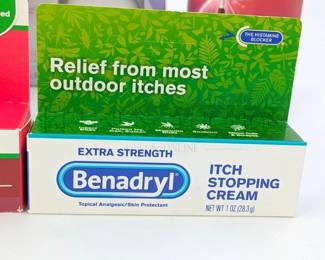 THE HISTAMINE
BLOCKER
Relief from most
outdoor itches
EXTRA STRENGTH
Benadryl
ITCH
STOPPING
CREAM
Topical Analgesic/Skin Protectant
NET WT 1 OZ (28.3 g)